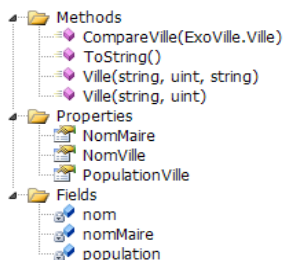 Methods
CompareVille(ExoVille.Ville)
ToString()
Ville(string, uint, string)
Ville(string, uint)
Properties
NomMaire
NomVille
PopulationVille
Fields
nom
nomMaire
population